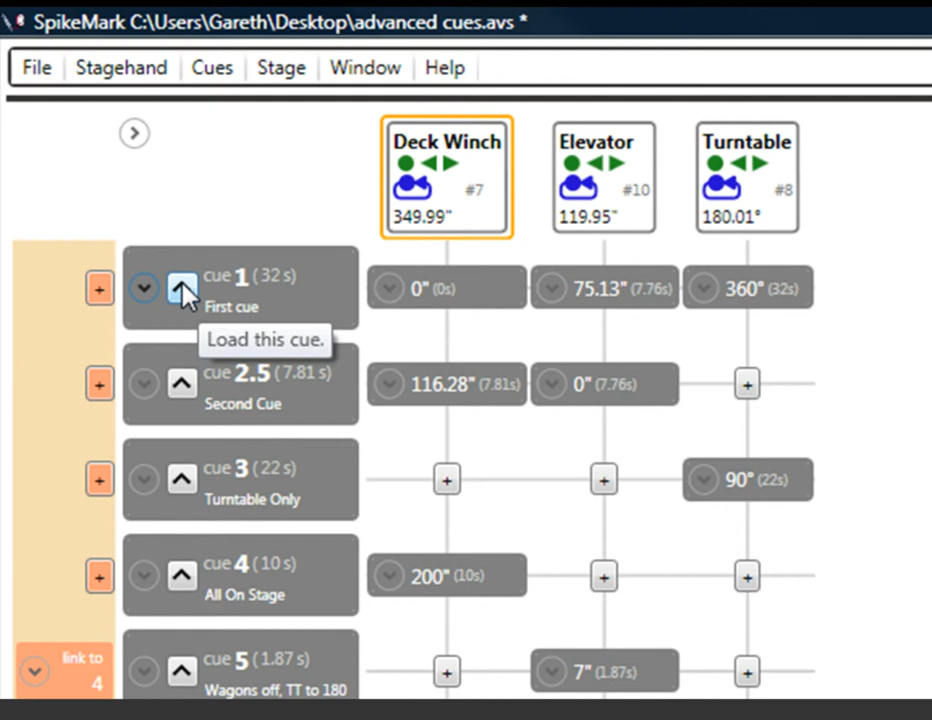 SpikeMark C:\Users\Gareth\Desktop\advanced cues.avs *
File Stagehand Cues Stage Window Help
Deck Winch Elevator Turntable
#7 #10 #8
349.99" 119.95" 180.01°
+ cue 1 (32 s) 0" (0s) 75.13" (7.76s) 360° (32s)
First cue
Load this cue.
+ cue 2.5 (7.81 s) 116.28" (7.81s) 0" (7.76s) +
Second Cue
+ cue 3 (22 s) + + 90° (22s)
Turntable Only
+ cue 4 (10 s) 200" (10s) + +
All On Stage
link to cue 5 (1.87 s) + 7" (1.87s) +
4 Wagons off, TT to 180